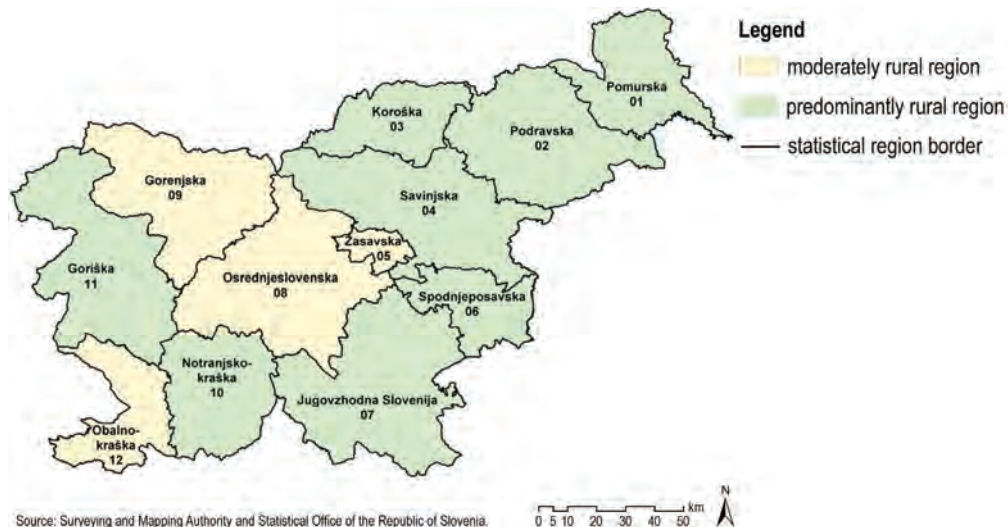 Legend
moderately rural region
predominantly rural region
statistical region border
Pomurska
01
Koroška
03
Podravska
02
Gorenjska
09
Savinjska
04
Zasavska
05
Goriška
11
Osrednjeslovenska
08
Spodnjeposavska
06
Notranjsko-
kraška
10
Jugovzhodna Slovenija
07
Obalno-
kraška
12
Source: Surveying and Mapping Authority and Statistical Office of the Republic of Slovenia.
km
0 5 10 20 30 40 50
N